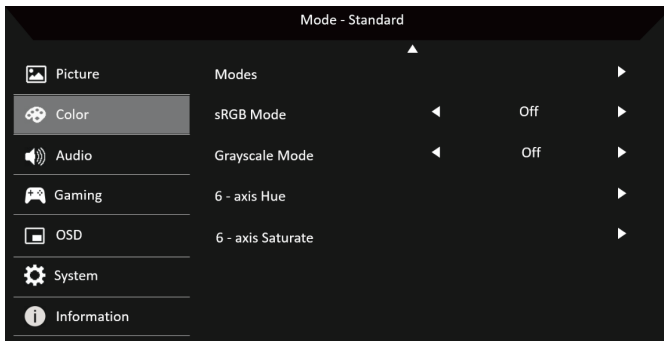 Mode - Standard
Picture
Modes
Color
sRGB Mode
Off
Audio
Grayscale Mode
Off
Gaming
6 - axis Hue
OSD
6 - axis Saturate
System
Information